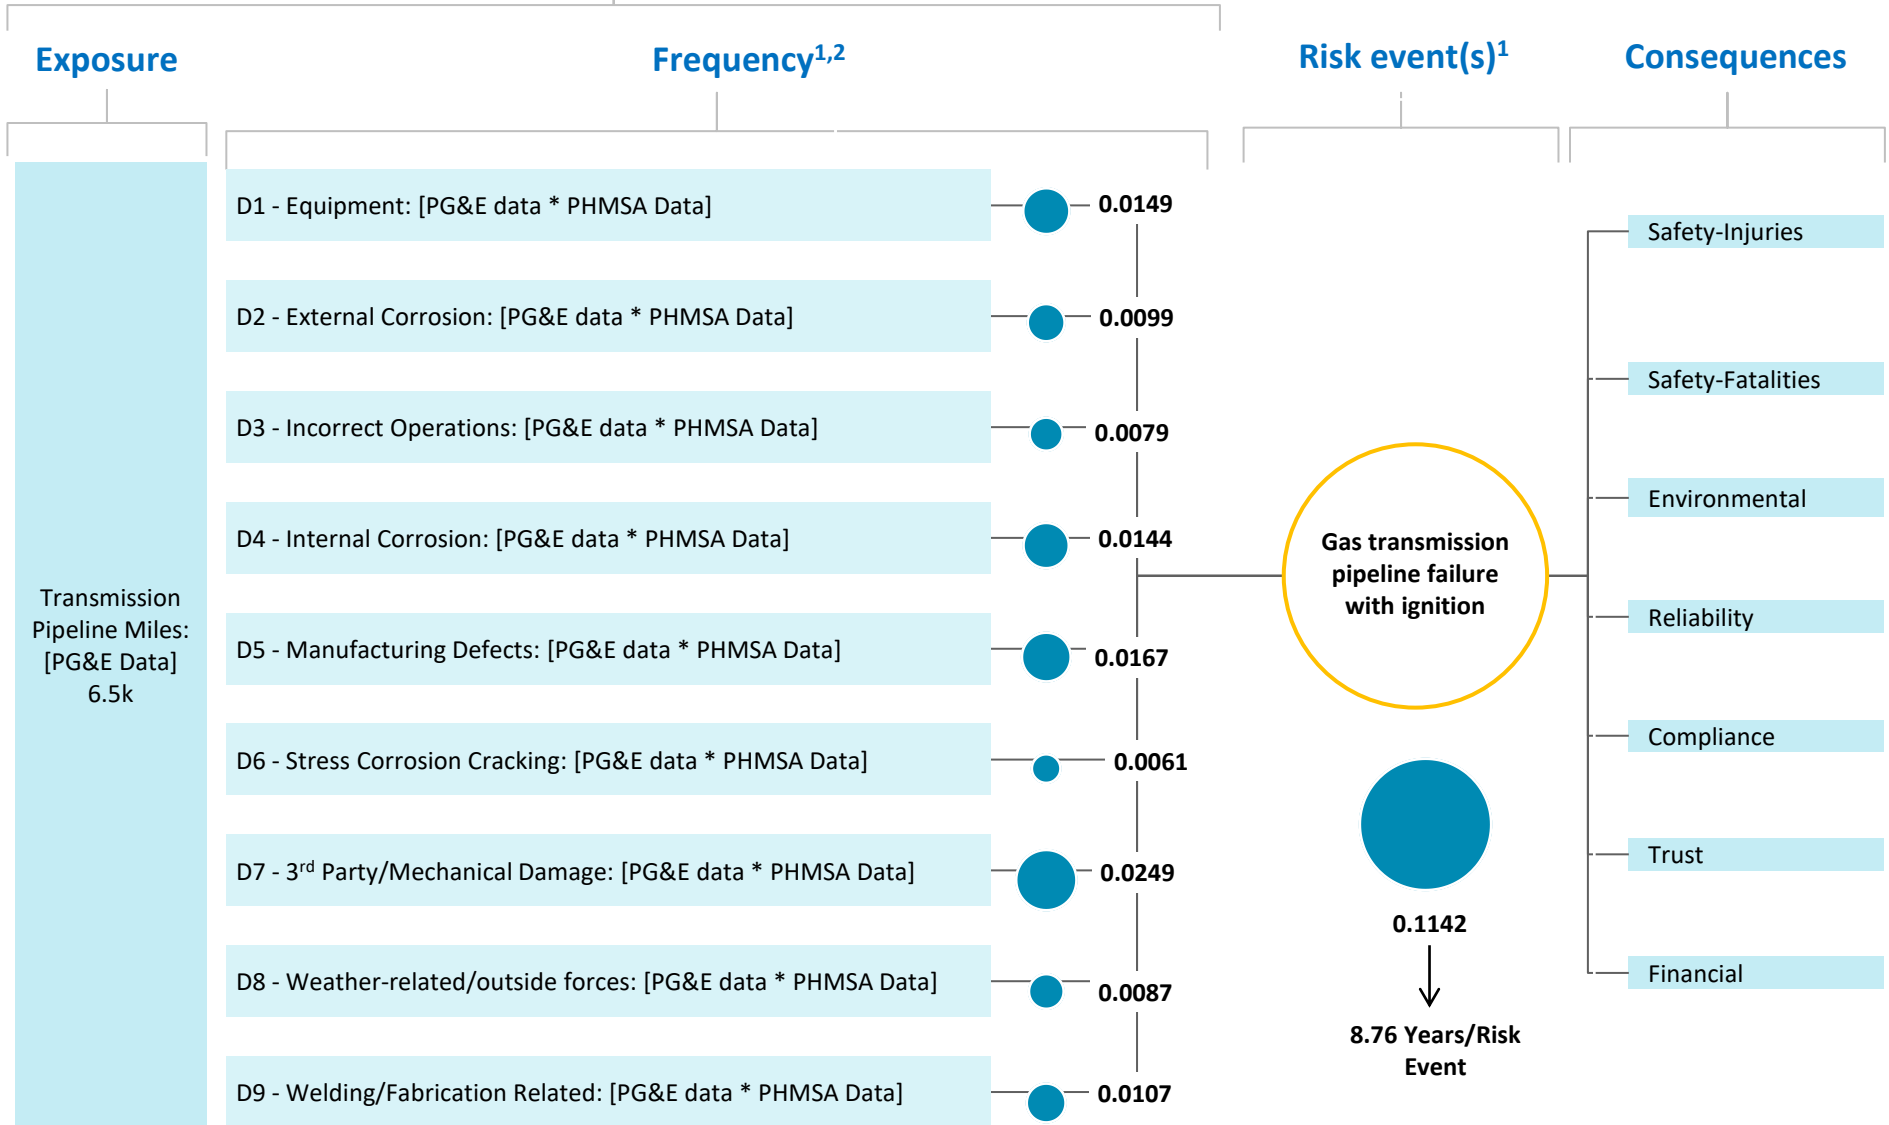 Exposure
Frequency1,2
Risk event(s)1
Consequences
Transmission
Pipeline Miles:
[PG&E Data]
6.5k
D1 - Equipment: [PG&E data * PHMSA Data]
0.0149
D2 - External Corrosion: [PG&E data * PHMSA Data]
0.0099
D3 - Incorrect Operations: [PG&E data * PHMSA Data]
0.0079
D4 - Internal Corrosion: [PG&E data * PHMSA Data]
0.0144
D5 - Manufacturing Defects: [PG&E data * PHMSA Data]
0.0167
D6 - Stress Corrosion Cracking: [PG&E data * PHMSA Data]
0.0061
D7 - 3rd Party/Mechanical Damage: [PG&E data * PHMSA Data]
0.0249
D8 - Weather-related/outside forces: [PG&E data * PHMSA Data]
0.0087
D9 - Welding/Fabrication Related: [PG&E data * PHMSA Data]
0.0107
Gas transmission
pipeline failure
with ignition
0.1142
8.76 Years/Risk
Event
Safety-Injuries
Safety-Fatalities
Environmental
Reliability
Compliance
Trust
Financial